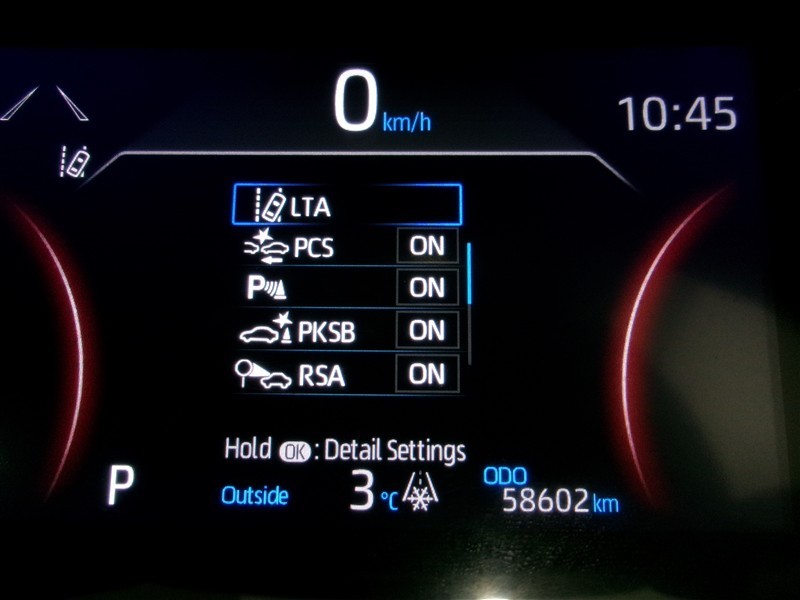 0 km/h
10:45
LTA
PCS ON
P ON
PKSB ON
RSA ON
Hold OK : Detail Settings
P
Outside 3 °C
ODO
58602 km